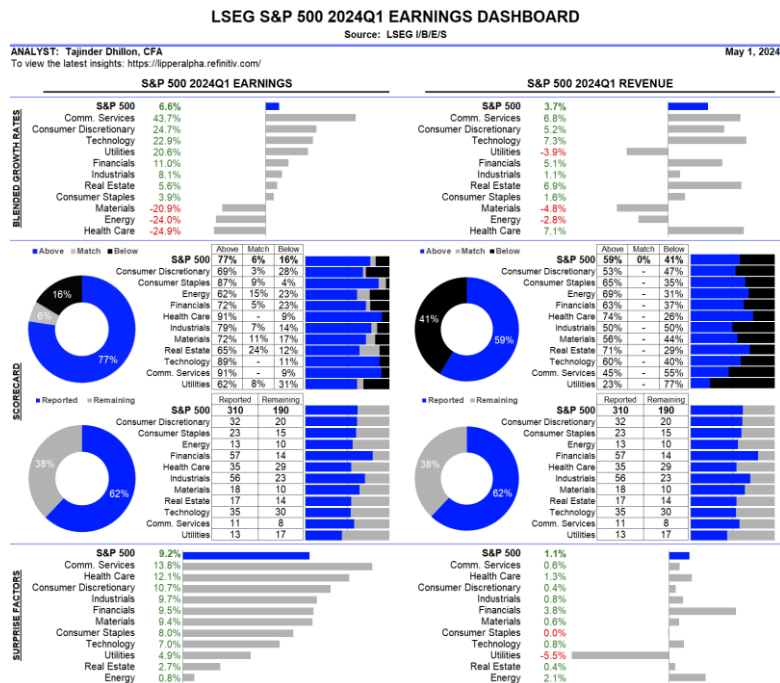 LSEG S&P 500 2024Q1 EARNINGS DASHBOARD
Source: LSEG I/B/E/S
ANALYST: Tajinder Dhillon, CFA May 1, 2024
To view the latest insights: https://lipperalpha.refinitiv.com/
S&P 500 2024Q1 EARNINGS
BLENDED GROWTH RATES
S&P 500 6.6%
Comm. Services 43.7%
Consumer Discretionary 24.7%
Technology 22.9%
Utilities 20.6%
Financials 11.0%
Industrials 8.1%
Real Estate 5.6%
Consumer Staples 3.9%
Materials -20.9%
Energy -24.0%
Health Care -24.9%
S&P 500 2024Q1 REVENUE
S&P 500 3.7%
Comm. Services 6.8%
Consumer Discretionary 5.2%
Technology 7.3%
Utilities -3.9%
Financials 5.1%
Industrials 1.1%
Real Estate 6.9%
Consumer Staples 1.6%
Materials -4.8%
Energy -2.8%
Health Care 7.1%
SCORECARD
Above Match Below
16%
6%
77%
Above Match Below
S&P 500 77% 6% 16%
Consumer Discretionary 69% 3% 28%
Consumer Staples 87% 9% 4%
Energy 62% 15% 23%
Financials 72% 5% 23%
Health Care 91% - 9%
Industrials 79% 7% 14%
Materials 72% 11% 17%
Real Estate 65% 24% 12%
Technology 89% - 11%
Comm. Services 91% - 9%
Utilities 62% 8% 31%
Above Match Below
41%
59%
Above Match Below
S&P 500 59% 0% 41%
Consumer Discretionary 53% - 47%
Consumer Staples 65% - 35%
Energy 69% - 31%
Financials 63% - 37%
Health Care 74% - 26%
Industrials 50% - 50%
Materials 56% - 44%
Real Estate 71% - 29%
Technology 60% - 40%
Comm. Services 45% - 55%
Utilities 23% - 77%
Reported Remaining
38%
62%
Reported Remaining
S&P 500 310 190
Consumer Discretionary 32 20
Consumer Staples 23 15
Energy 13 10
Financials 57 14
Health Care 35 29
Industrials 56 23
Materials 18 10
Real Estate 17 14
Technology 35 30
Comm. Services 11 8
Utilities 13 17
Reported Remaining
38%
62%
Reported Remaining
S&P 500 310 190
Consumer Discretionary 32 20
Consumer Staples 23 15
Energy 13 10
Financials 57 14
Health Care 35 29
Industrials 56 23
Materials 18 10
Real Estate 17 14
Technology 35 30
Comm. Services 11 8
Utilities 13 17
SURPRISE FACTORS
S&P 500 9.2%
Comm. Services 13.8%
Health Care 12.1%
Consumer Discretionary 10.7%
Industrials 9.7%
Financials 9.5%
Materials 9.4%
Consumer Staples 8.0%
Technology 7.0%
Utilities 4.9%
Real Estate 2.7%
Energy 0.8%
S&P 500 1.1%
Comm. Services 0.6%
Health Care 1.3%
Consumer Discretionary 0.4%
Industrials 0.8%
Financials 3.8%
Materials 0.6%
Consumer Staples 0.0%
Technology 0.8%
Utilities -5.5%
Real Estate 0.4%
Energy 2.1%